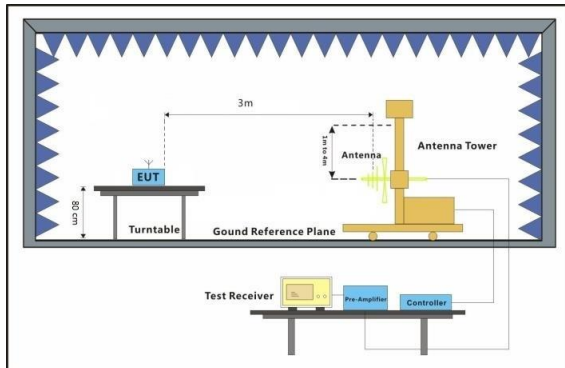 3m
1m to 4m
Antenna
Antenna Tower
EUT
80 cm
Turntable
Gound Reference Plane
Test Receiver
Pre-Amplifier
Controller